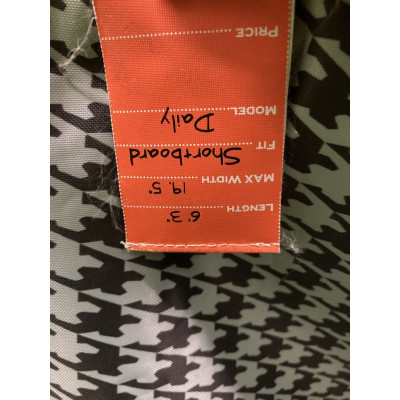 LENGTH 6'3"
MAX WIDTH 19.5"
FIT Shortboard
MODEL Daily
PRICE